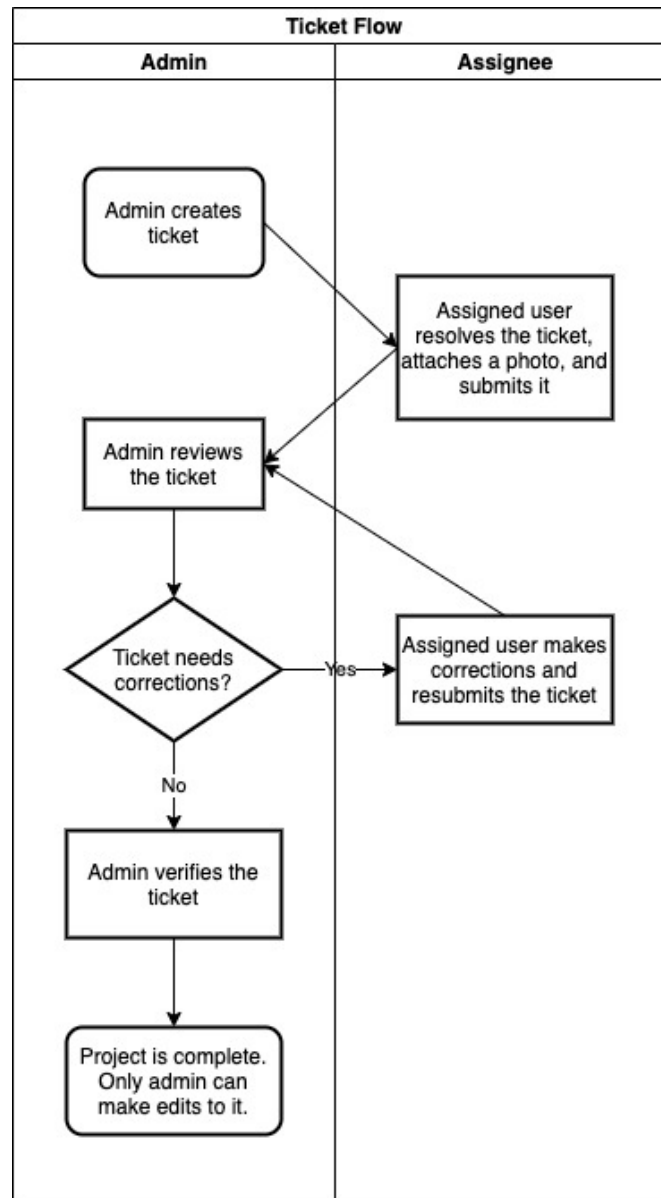 Ticket Flow
Admin
Assignee
Admin creates
ticket
Assigned user
resolves the ticket,
attaches a photo, and
submits it
Admin reviews
the ticket
Ticket needs
corrections?
Yes
Assigned user makes
corrections and
resubmits the ticket
No
Admin verifies the
ticket
Project is complete.
Only admin can
make edits to it.